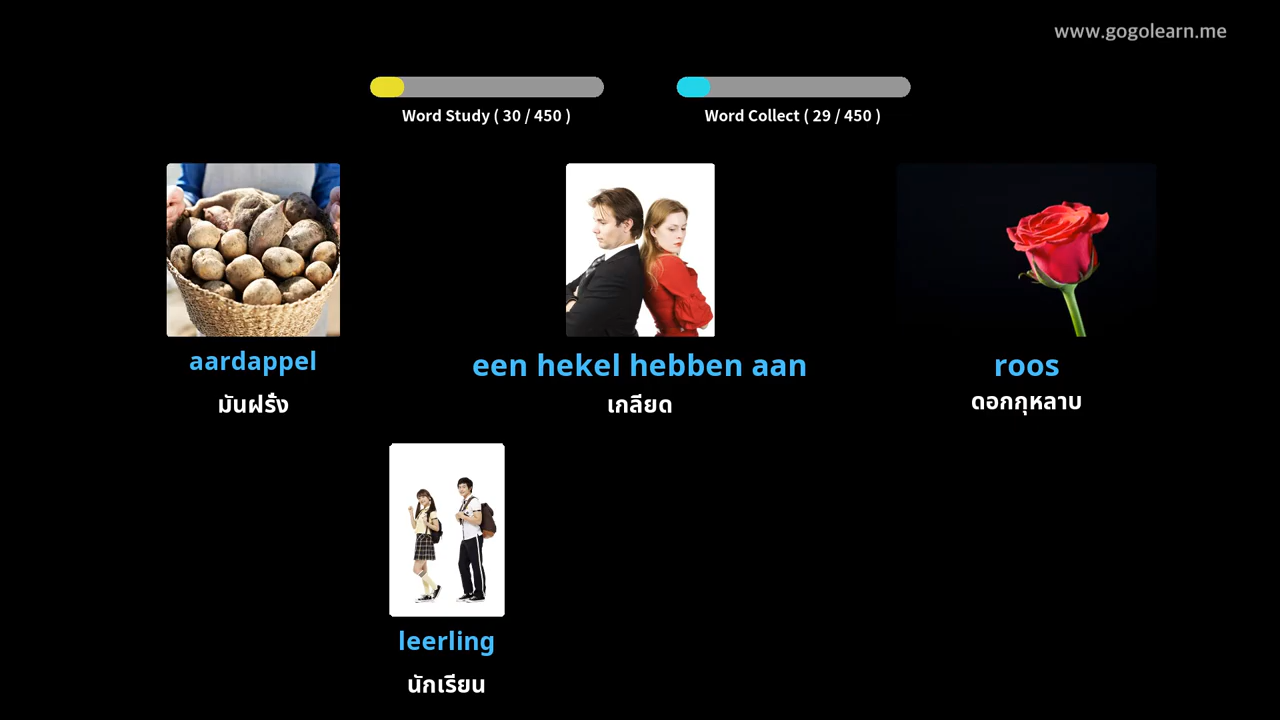 www.gogolearn.me
Word Study ( 30 / 450 )
Word Collect ( 29 / 450 )
aardappel
มันฝรั่ง
een hekel hebben aan
เกลียด
roos
ดอกกุหลาบ
leerling
นักเรียน